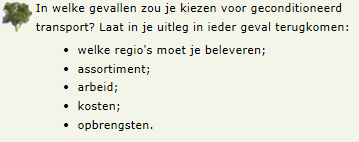 In welke gevallen zou je kiezen voor geconditioneerd
transport? Laat in je uitleg in ieder geval terugkomen:
• welke regio's moet je beleveren;
• assortiment;
• arbeid;
• kosten;
• opbrengsten.